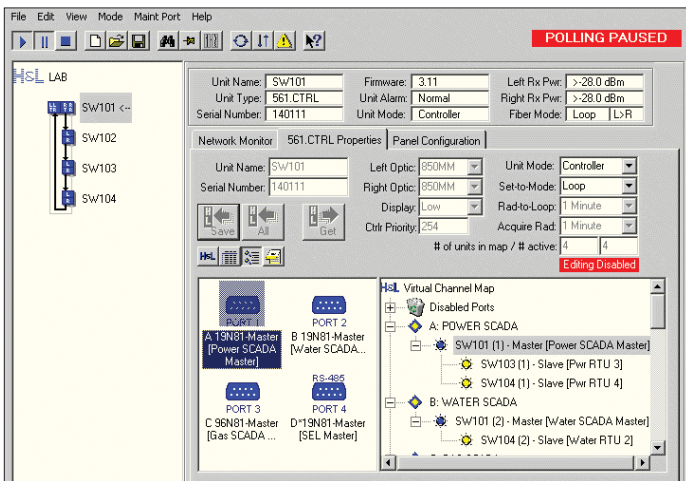 File Edit View Mode Maint Port Help
POLLING PAUSED
H&L LAB
SW101 <--
SW102
SW103
SW104
Unit Name: SW101 Firmware: 3.11 Left Rx Pwr: >-28.0 dBm
Unit Type: 561.CTRL Unit Alarm: Normal Right Rx Pwr: >-28.0 dBm
Serial Number: 140111 Unit Mode: Controller Fiber Mode: Loop L>R
Network Monitor 561.CTRL Properties Panel Configuration
Unit Name: SW101 Left Optic: 850MM Unit Mode: Controller
Serial Number: 140111 Right Optic: 850MM Set-to-Mode: Loop
Display: Low Rad-to-Loop: 1 Minute
Save All Get Ctrlr Priority: 254 Acquire Rad: 1 Minute
# of units in map / # active: 4 4
H&L Editing Disabled
PORT 1
A 19N81-Master
[Power SCADA
Master]
PORT 2
B 19N81-Master
[Water SCADA...
PORT 3
C 96N81-Master
[Gas SCADA ...
RS-485
PORT 4
D*19N81-Master
[SEL Master]
H&L Virtual Channel Map
Disabled Ports
A: POWER SCADA
SW101 (1) - Master [Power SCADA Master]
SW103 (1) - Slave [Pwr RTU 3]
SW104 (1) - Slave [Pwr RTU 4]
B: WATER SCADA
SW101 (2) - Master [Water SCADA Master]
SW104 (2) - Slave [Water RTU 2]